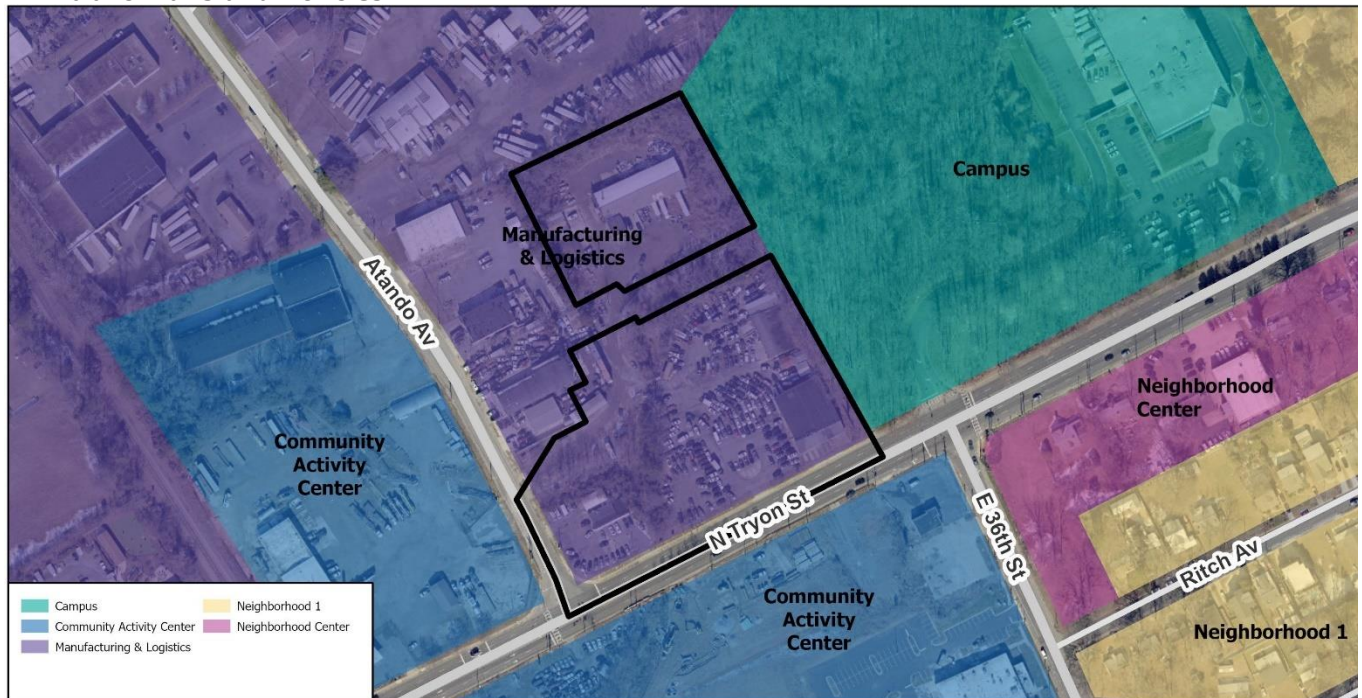 Campus
Manufacturing
& Logistics
Atando Av
Neighborhood
Center
Community
Activity
Center
N Tryon St
E 36th St
Ritch Av
Community
Activity
Center
Neighborhood 1
Campus
Community Activity Center
Manufacturing & Logistics
Neighborhood 1
Neighborhood Center